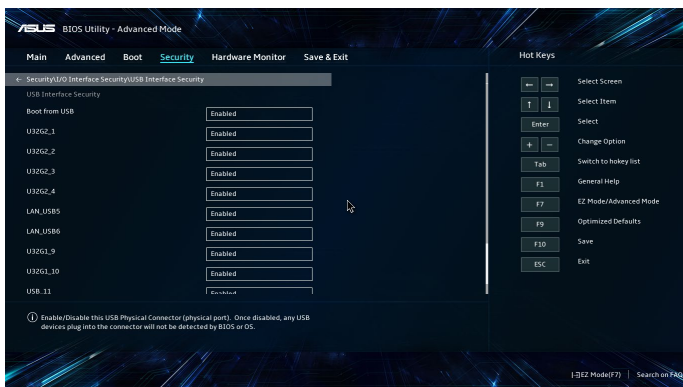 ASUS BIOS Utility - Advanced Mode
Main Advanced Boot Security Hardware Monitor Save & Exit
Hot Keys
← Security\I/O Interface Security\USB Interface Security
USB Interface Security
Boot from USB Enabled
U32G2_1 Enabled
U32G2_2 Enabled
U32G2_3 Enabled
U32G2_4 Enabled
LAN_USB5 Enabled
LAN_USB6 Enabled
U32G1_9 Enabled
U32G1_10 Enabled
USB_11 Enabled
← → Select Screen
↑ ↓ Select Item
Enter Select
+ − Change Option
Tab Switch to hokey list
F1 General Help
F7 EZ Mode/Advanced Mode
F9 Optimized Defaults
F10 Save
ESC Exit
Enable/Disable this USB Physical Connector (physical port). Once disabled, any USB
devices plug into the connector will not be detected by BIOS or OS.
EZ Mode(F7) | Search on FAQ